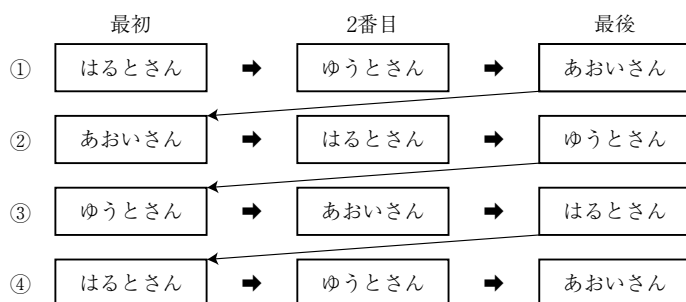 最初 2番目 最後
① はるとさん ➡ ゆうとさん ➡ あおいさん
② あおいさん ➡ はるとさん ➡ ゆうとさん
③ ゆうとさん ➡ あおいさん ➡ はるとさん
④ はるとさん ➡ ゆうとさん ➡ あおいさん